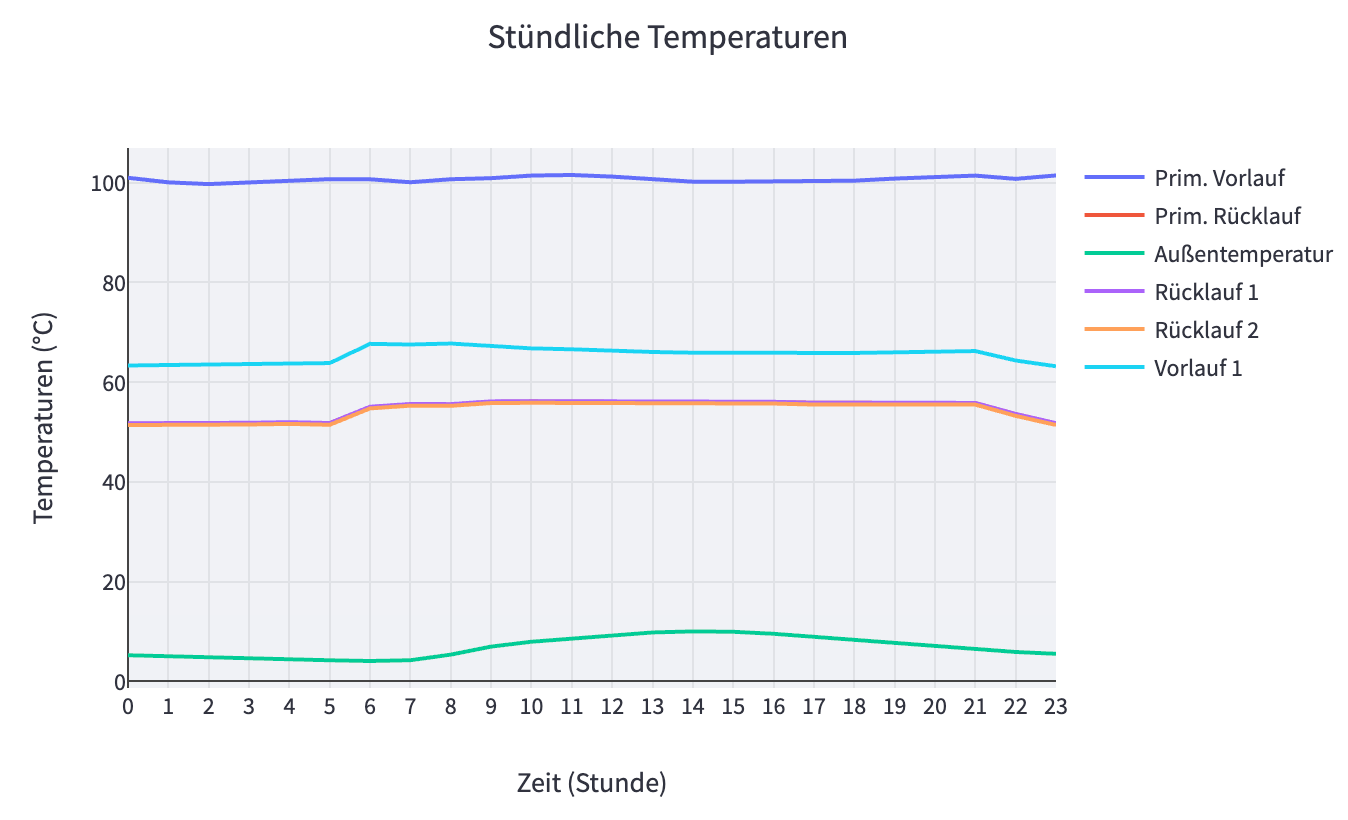 Stündliche Temperaturen
Temperaturen (°C)
100
80
60
40
20
0
0 1 2 3 4 5 6 7 8 9 10 11 12 13 14 15 16 17 18 19 20 21 22 23
Zeit (Stunde)
Prim. Vorlauf
Prim. Rücklauf
Außentemperatur
Rücklauf 1
Rücklauf 2
Vorlauf 1